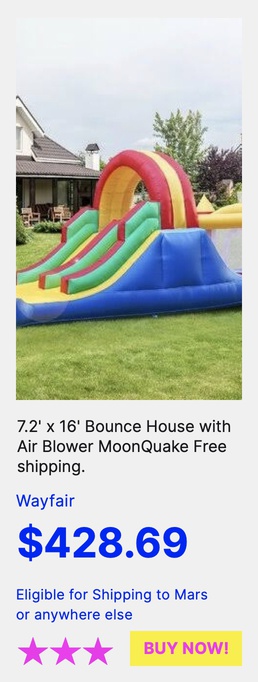 7.2' x 16' Bounce House with
Air Blower MoonQuake Free
shipping.
Wayfair
$428.69
Eligible for Shipping to Mars
or anywhere else
BUY NOW!